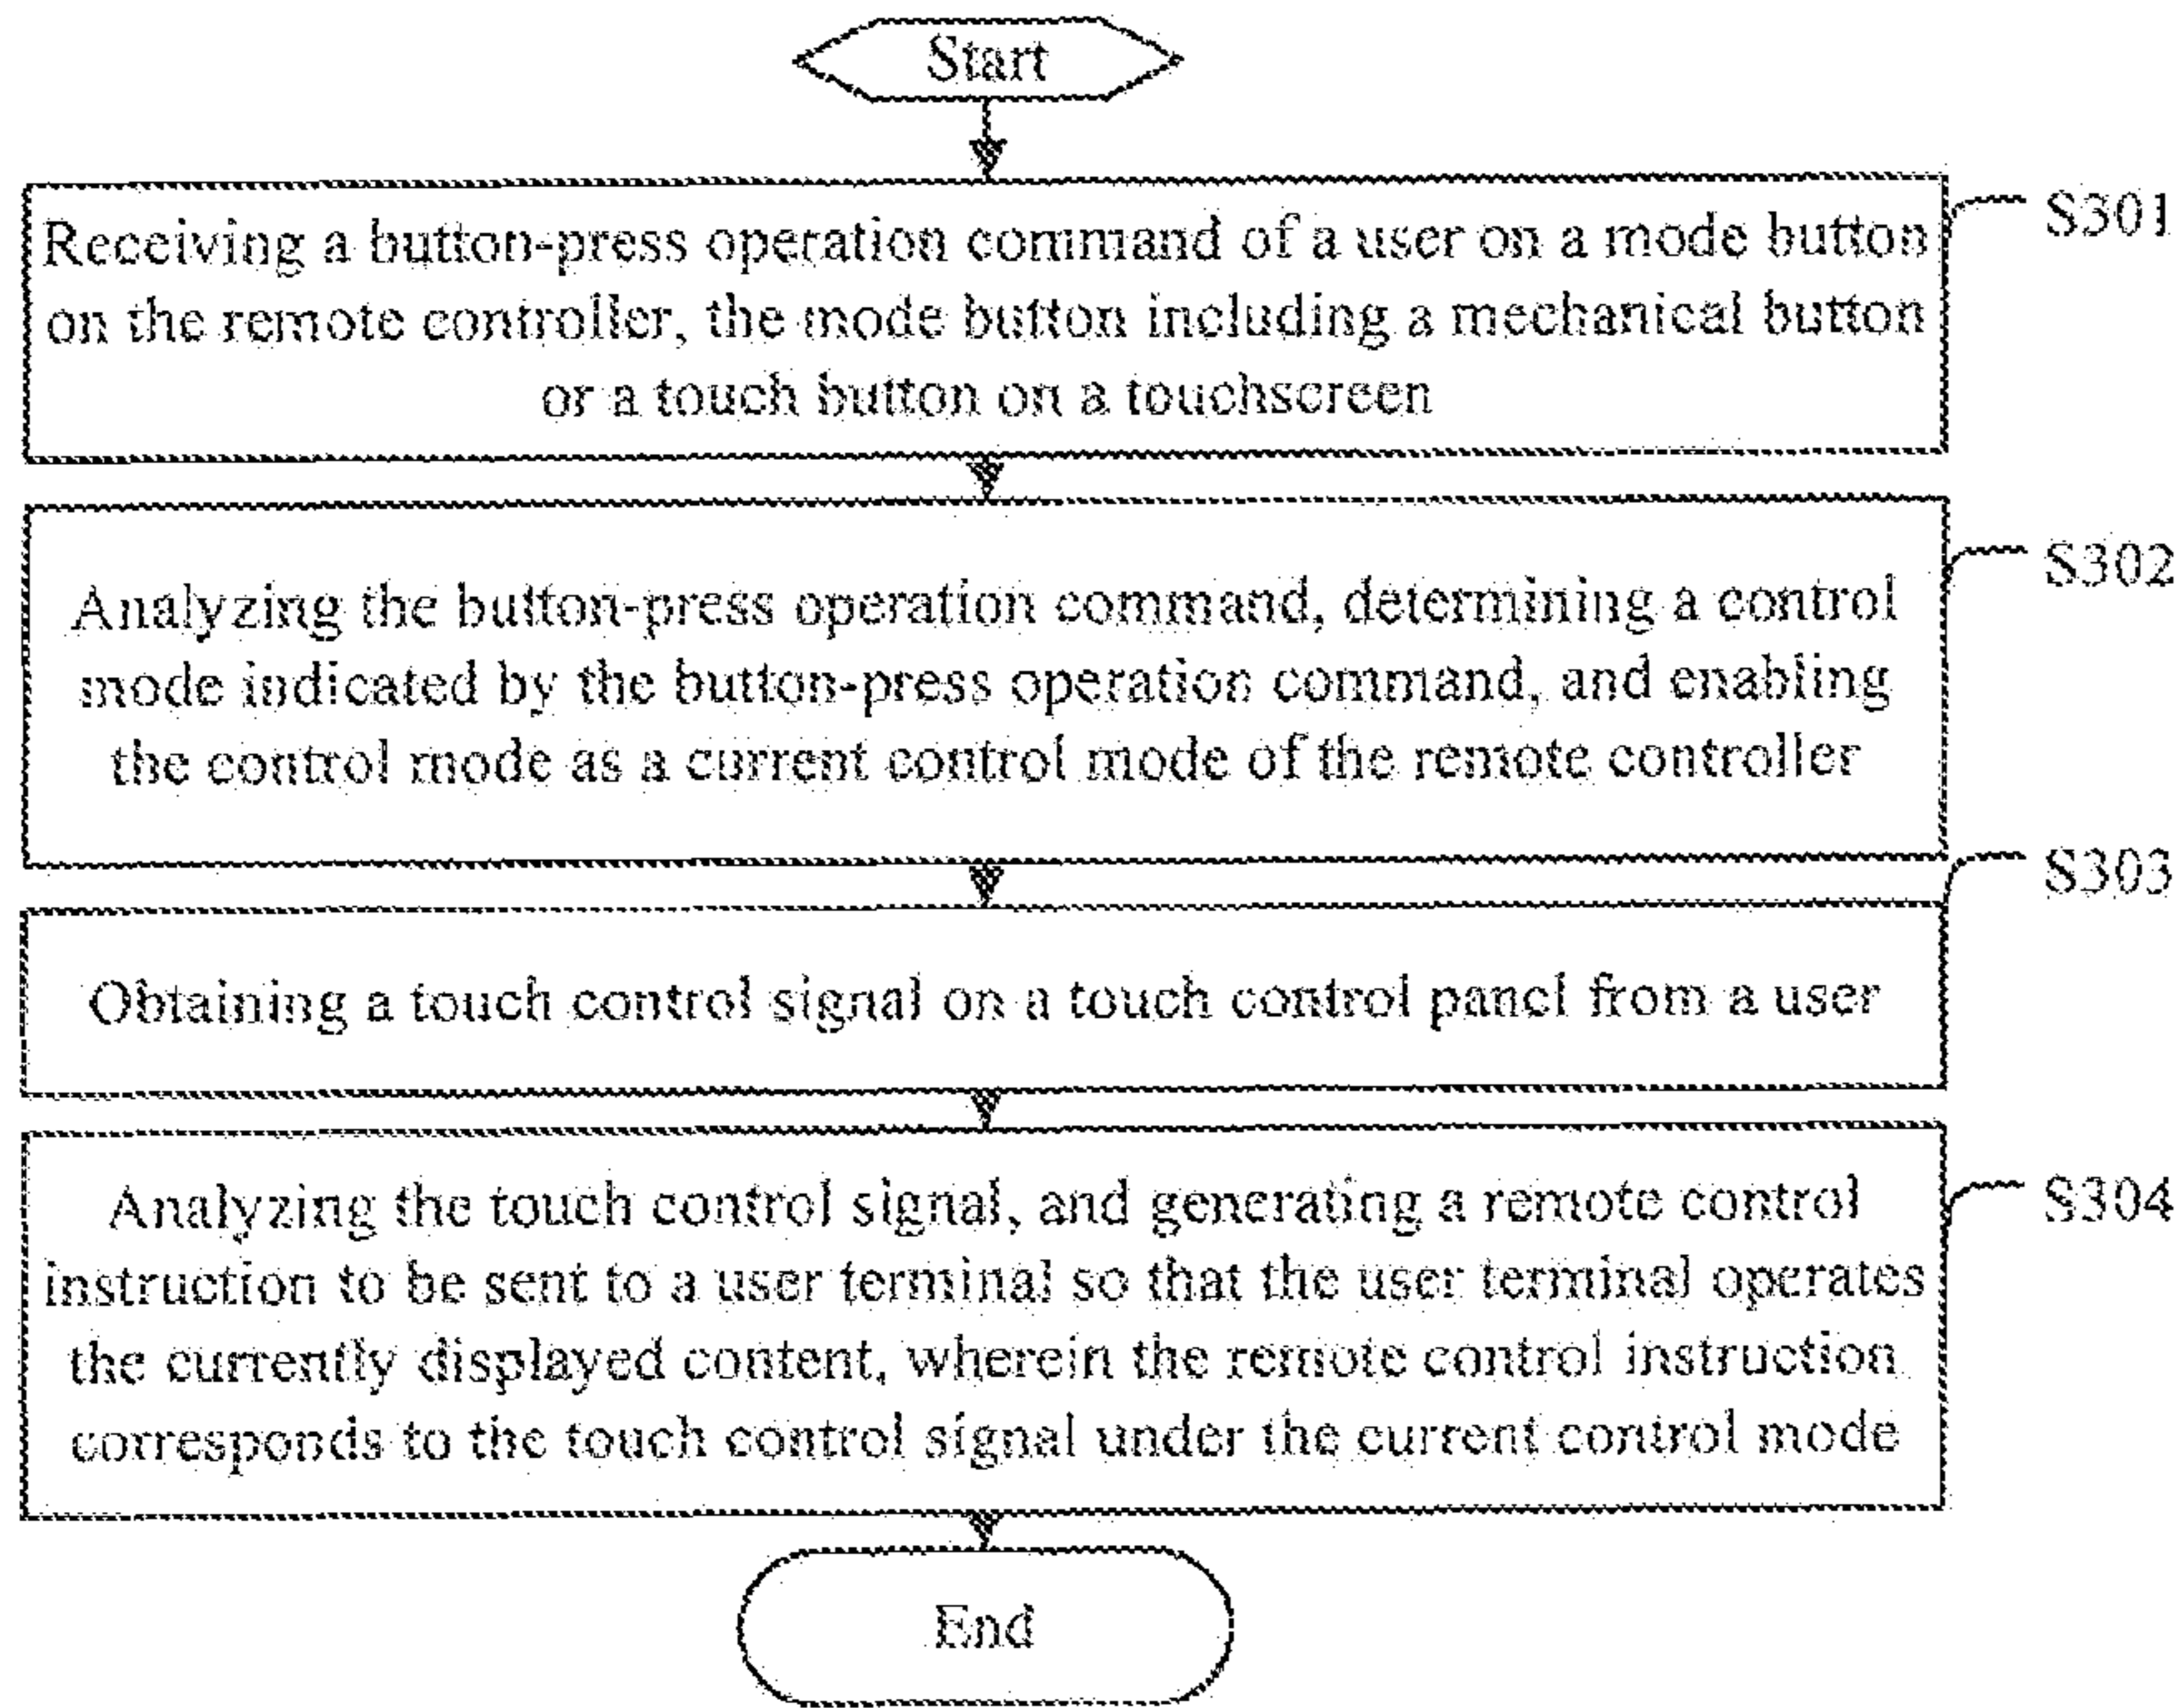 Start
Receiving a button-press operation command of a user on a mode button
on the remote controller, the mode button including a mechanical button
or a touch button on a touchscreen
S301
Analyzing the button-press operation command, determining a control
mode indicated by the button-press operation command, and enabling
the control mode as a current control mode of the remote controller
S302
Obtaining a touch control signal on a touch control panel from a user
S303
Analyzing the touch control signal, and generating a remote control
instruction to be sent to a user terminal so that the user terminal operates
the currently displayed content, wherein the remote control instruction
corresponds to the touch control signal under the current control mode
S304
End